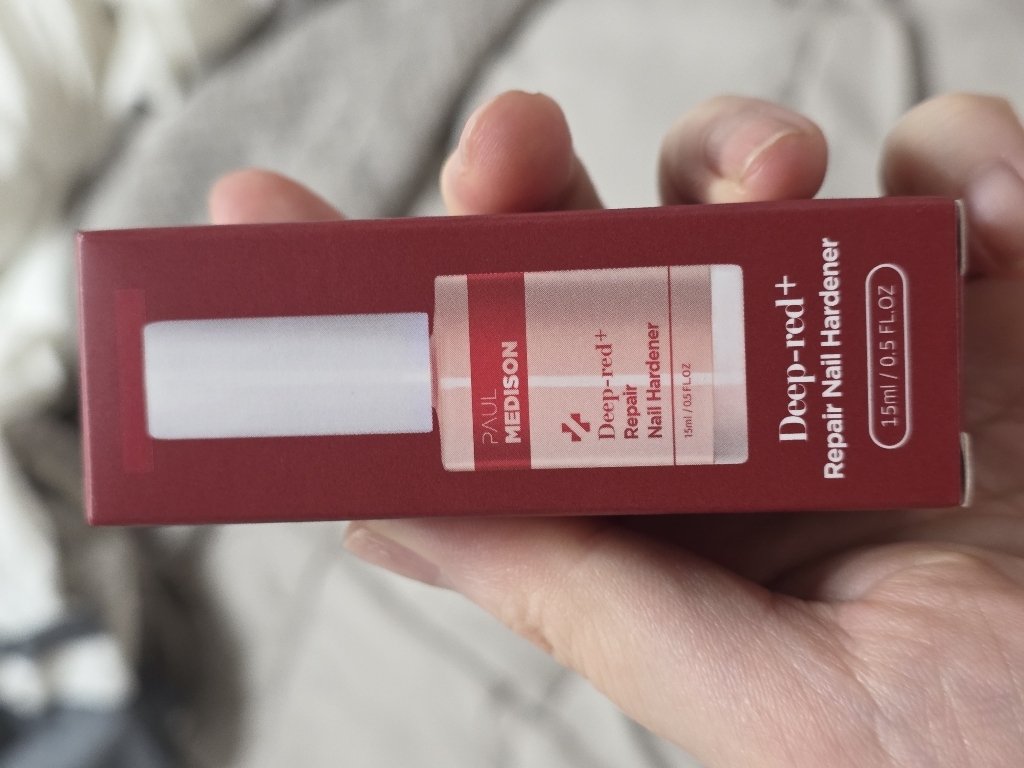 PAUL
MEDISON
Deep-red+
Repair
Nail Hardener
15ml / 0.5 FL.OZ
Deep-red+
Repair Nail Hardener
15ml / 0.5 FL.OZ